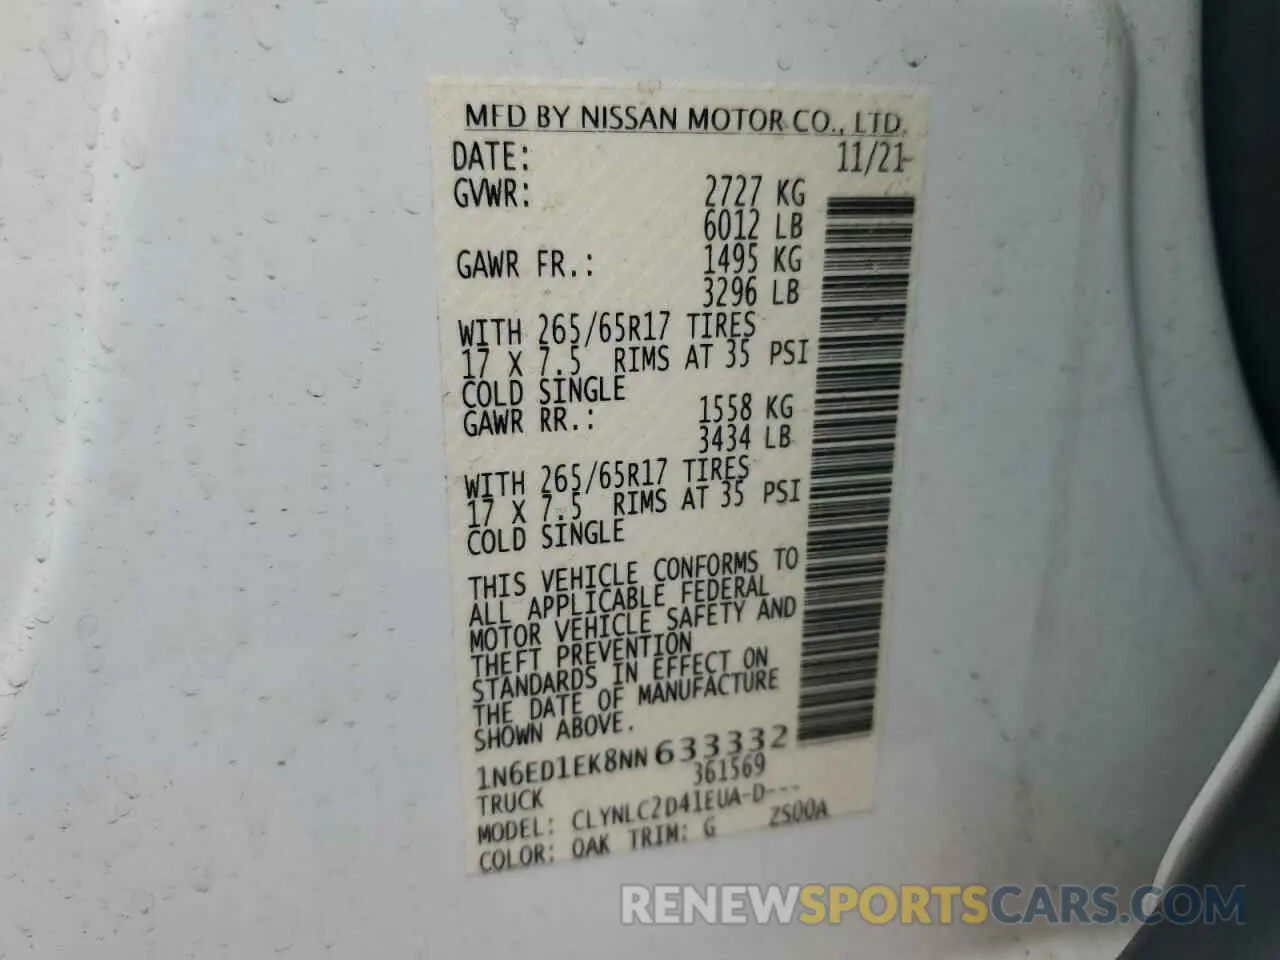 MFD BY NISSAN MOTOR CO., LTD.
DATE: 11/21
GVWR: 2727 KG
6012 LB
GAWR FR.: 1495 KG
3296 LB
WITH 265/65R17 TIRES
17 X 7.5 RIMS AT 35 PSI
COLD SINGLE
GAWR RR.: 1558 KG
3434 LB
WITH 265/65R17 TIRES
17 X 7.5 RIMS AT 35 PSI
COLD SINGLE
THIS VEHICLE CONFORMS TO
ALL APPLICABLE FEDERAL
MOTOR VEHICLE SAFETY AND
THEFT PREVENTION
STANDARDS IN EFFECT ON
THE DATE OF MANUFACTURE
SHOWN ABOVE.
1N6ED1EK8NN 633332
TRUCK 361569
MODEL: CLYNLC2D41EUA-D---
COLOR: QAK TRIM: G ZS00A
RENEWSPORTSCARS.COM